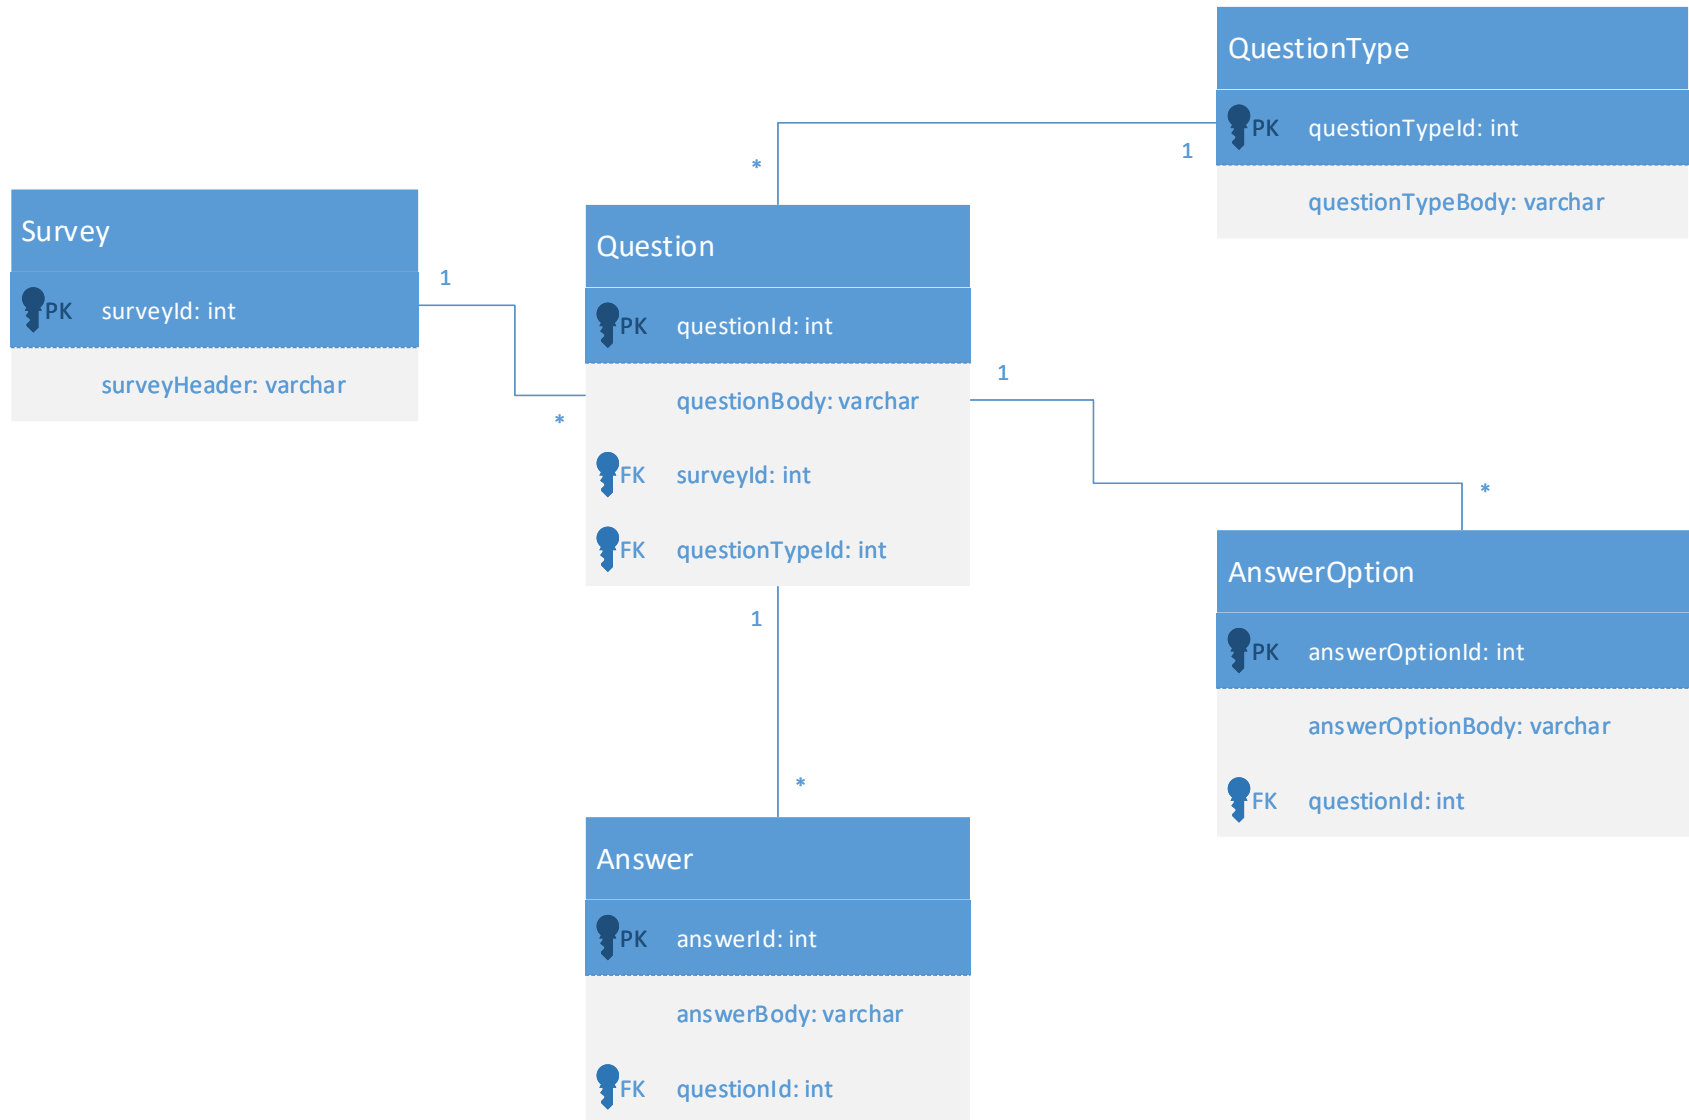 QuestionType
PK questionTypeId: int
questionTypeBody: varchar
1
*
Survey
PK surveyId: int
surveyHeader: varchar
1
*
Question
PK questionId: int
questionBody: varchar
FK surveyId: int
FK questionTypeId: int
1
*
1
*
AnswerOption
PK answerOptionId: int
answerOptionBody: varchar
FK questionId: int
Answer
PK answerId: int
answerBody: varchar
FK questionId: int